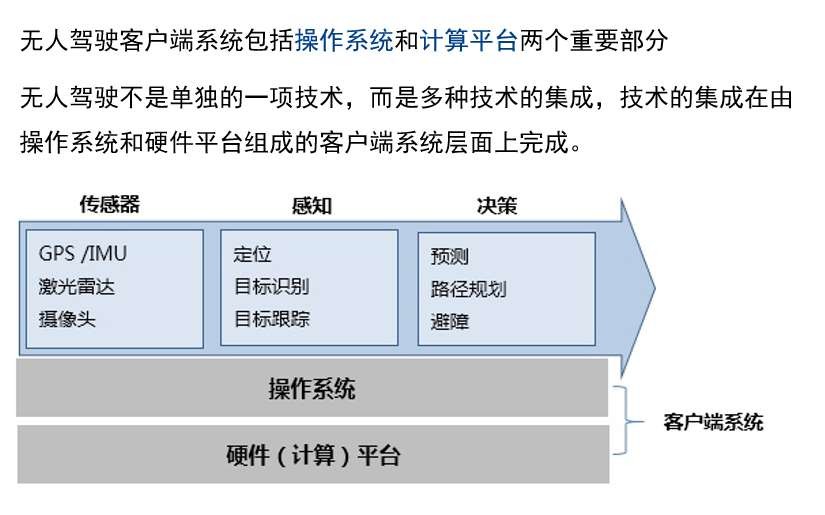 无人驾驶客户端系统包括操作系统和计算平台两个重要部分
无人驾驶不是单独的一项技术，而是多种技术的集成，技术的集成在由
操作系统和硬件平台组成的客户端系统层面上完成。
传感器
感知
决策
GPS /IMU
激光雷达
摄像头
定位
目标识别
目标跟踪
预测
路径规划
避障
操作系统
硬件（计算）平台
客户端系统